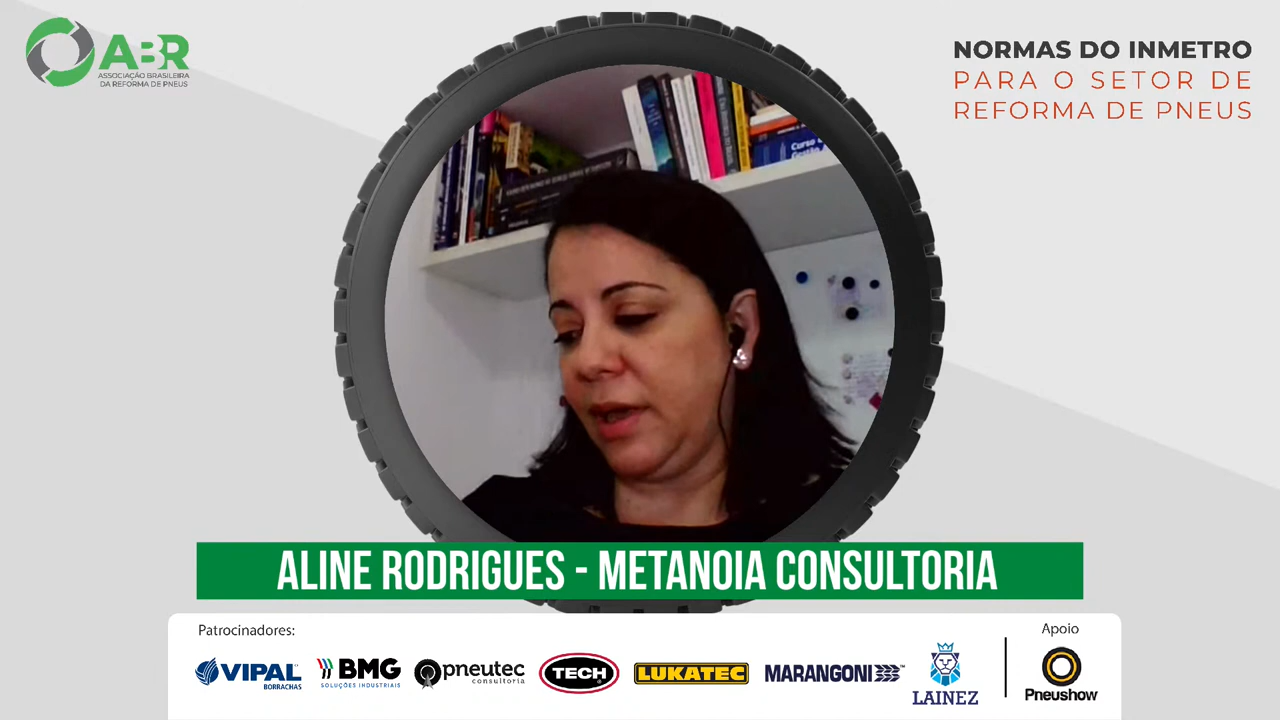 ABR
ASSOCIAÇÃO BRASILEIRA
DA REFORMA DE PNEUS
NORMAS DO INMETRO
PARA O SETOR DE
REFORMA DE PNEUS
Curso
ALINE RODRIGUES - METANOIA CONSULTORIA
Patrocinadores:
VIPAL
BORRACHAS
BMG
SOLUÇÕES INDUSTRIAIS
pneutec
consultoria
TECH
LUKATEC
MARANGONI
LAINEZ
Apoio
Pneushow